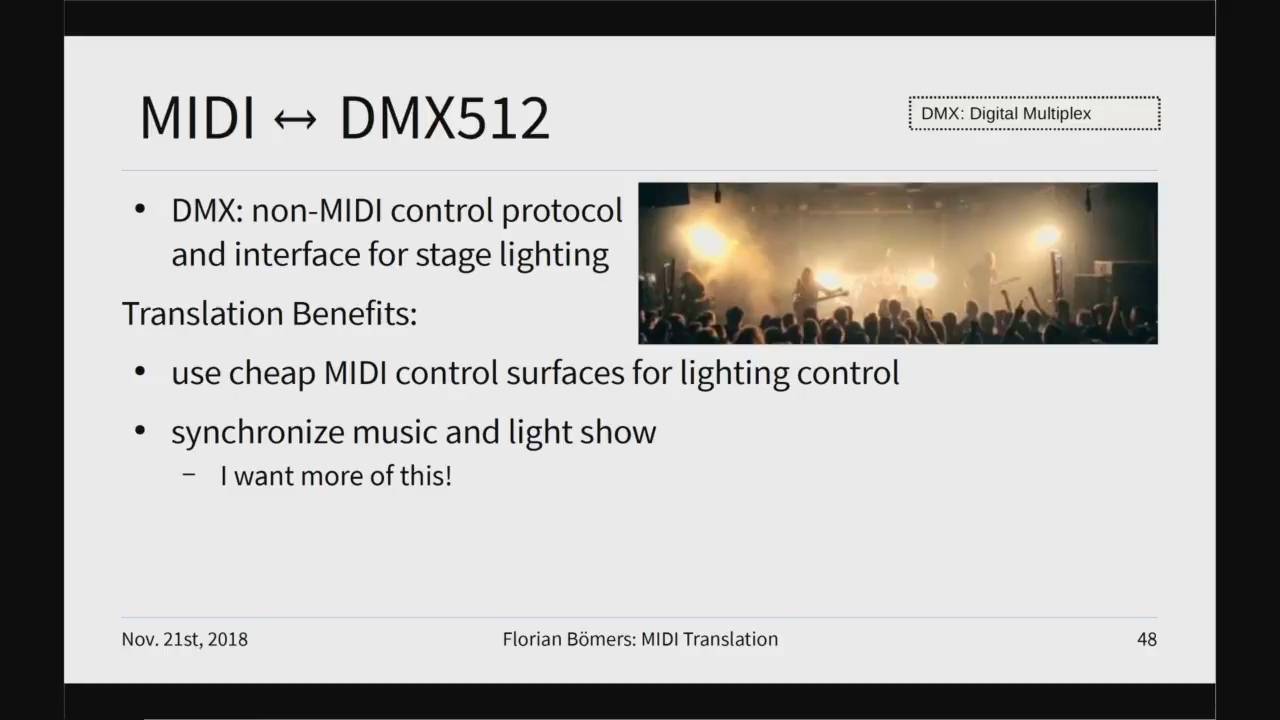 MIDI ↔ DMX512
DMX: Digital Multiplex
• DMX: non-MIDI control protocol
and interface for stage lighting
Translation Benefits:
• use cheap MIDI control surfaces for lighting control
• synchronize music and light show
– I want more of this!
Nov. 21st, 2018
Florian Bömers: MIDI Translation
48